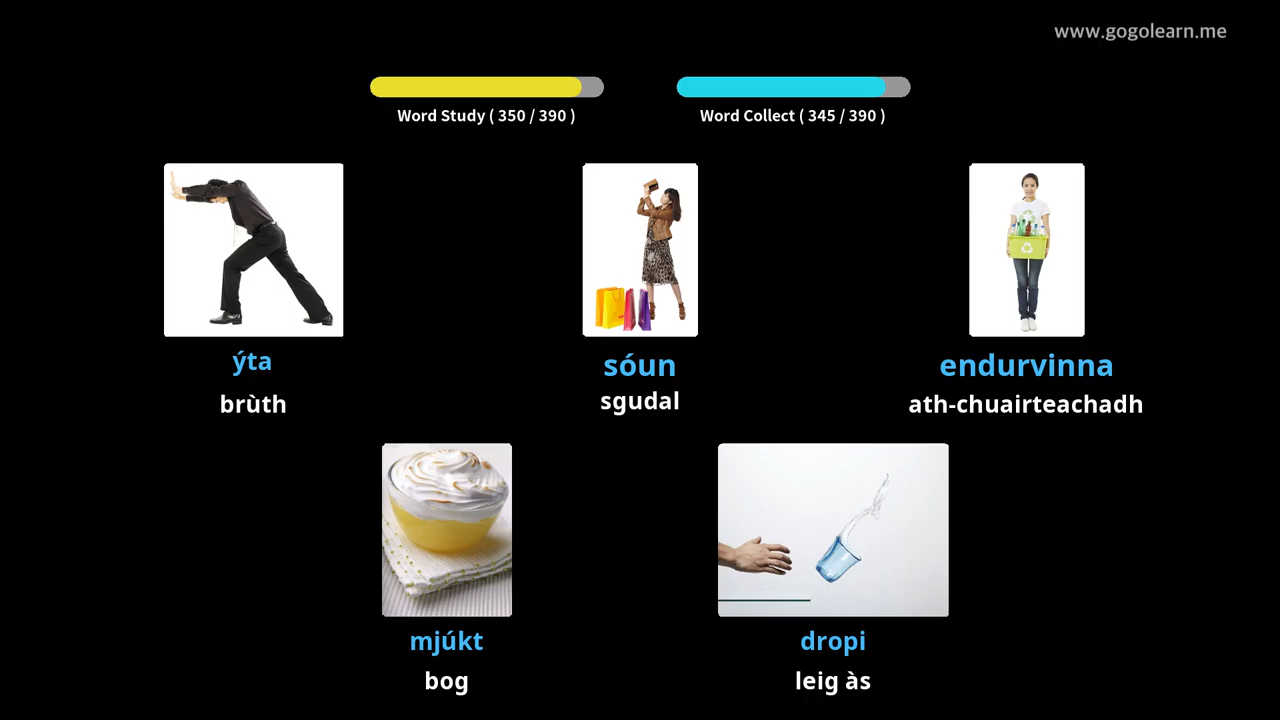 www.gogolearn.me
Word Study ( 350 / 390 )
Word Collect ( 345 / 390 )
ýta
brùth
sóun
sgudal
endurvinna
ath-chuairteachadh
mjúkt
bog
dropi
leig às